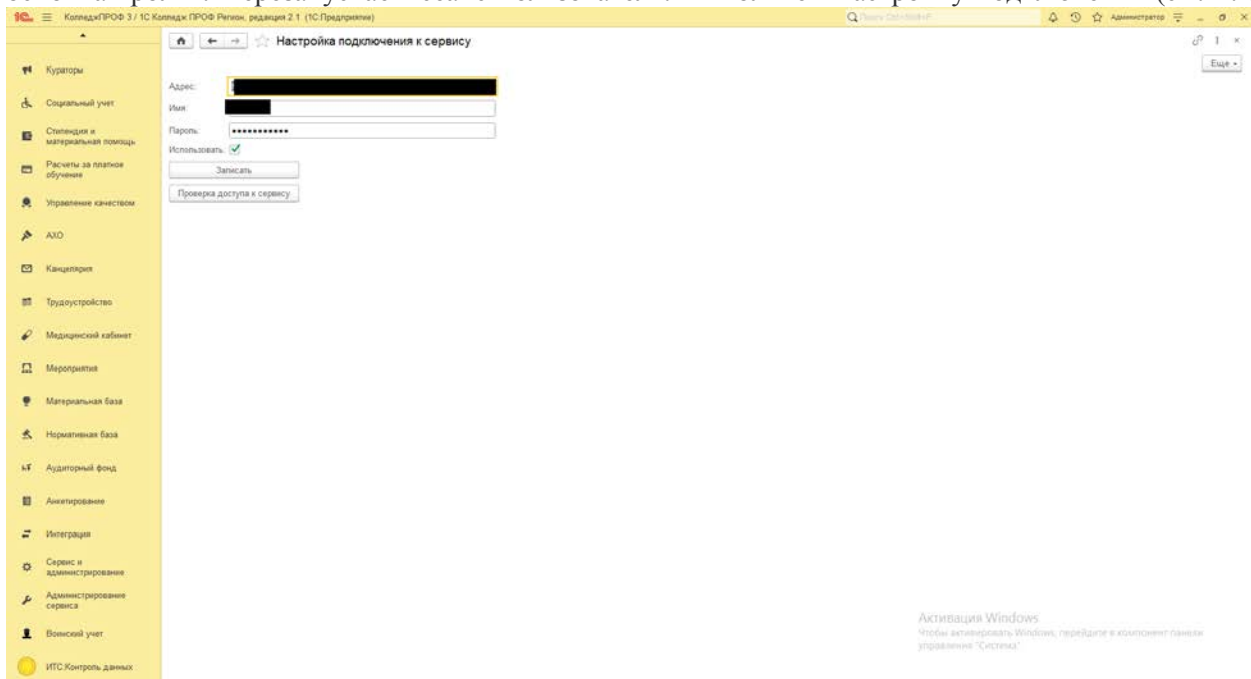 КолледжПРОФ 3 / 1С Колледж ПРОФ Регион, редакция 2.1 (1С:Предприятие)
Администратор
Настройка подключения к сервису
Еще
Кураторы
Социальный учет
Стипендия и
материальная помощь
Расчеты за платное
обучение
Управление качеством
АХО
Канцелярия
Трудоустройство
Медицинский кабинет
Мероприятия
Материальная база
Нормативная база
Аудиторный фонд
Анкетирование
Интеграция
Сервис и
администрирование
Администрирование
сервиса
Воинский учет
ИТС.Контроль данных
Адрес:
Имя:
Пароль:
Использовать:
Записать
Проверка доступа к сервису
Активация Windows
Чтобы активировать Windows, перейдите в компонент панели
управления "Система".